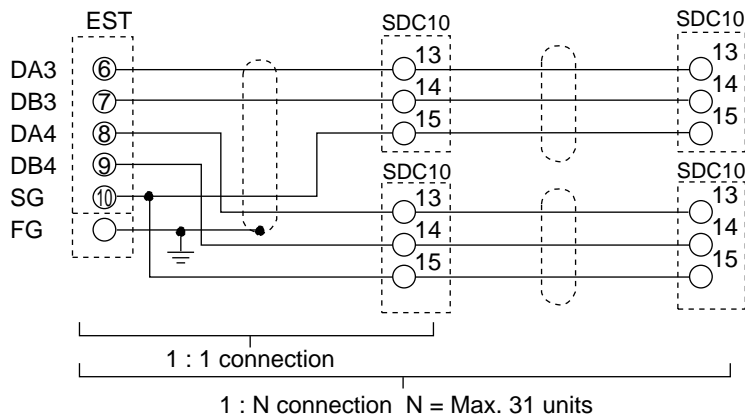 EST
SDC10
SDC10
DA3 6 13 13
DB3 7 14 14
DA4 8 15 15
DB4 9
SDC10
SDC10
SG 10 13 13
FG 14 14
15 15
1 : 1 connection
1 : N connection N = Max. 31 units